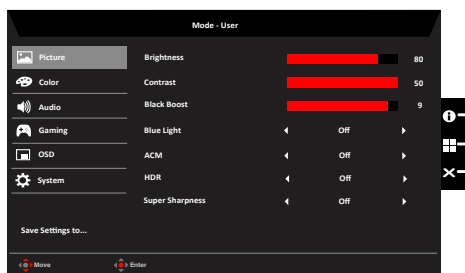 Mode - User
Picture
Brightness 80
Color
Contrast 50
Audio
Black Boost 9
Gaming
Blue Light Off
OSD
ACM Off
System
HDR Off
Super Sharpness Off
Save Settings to...
Move Enter